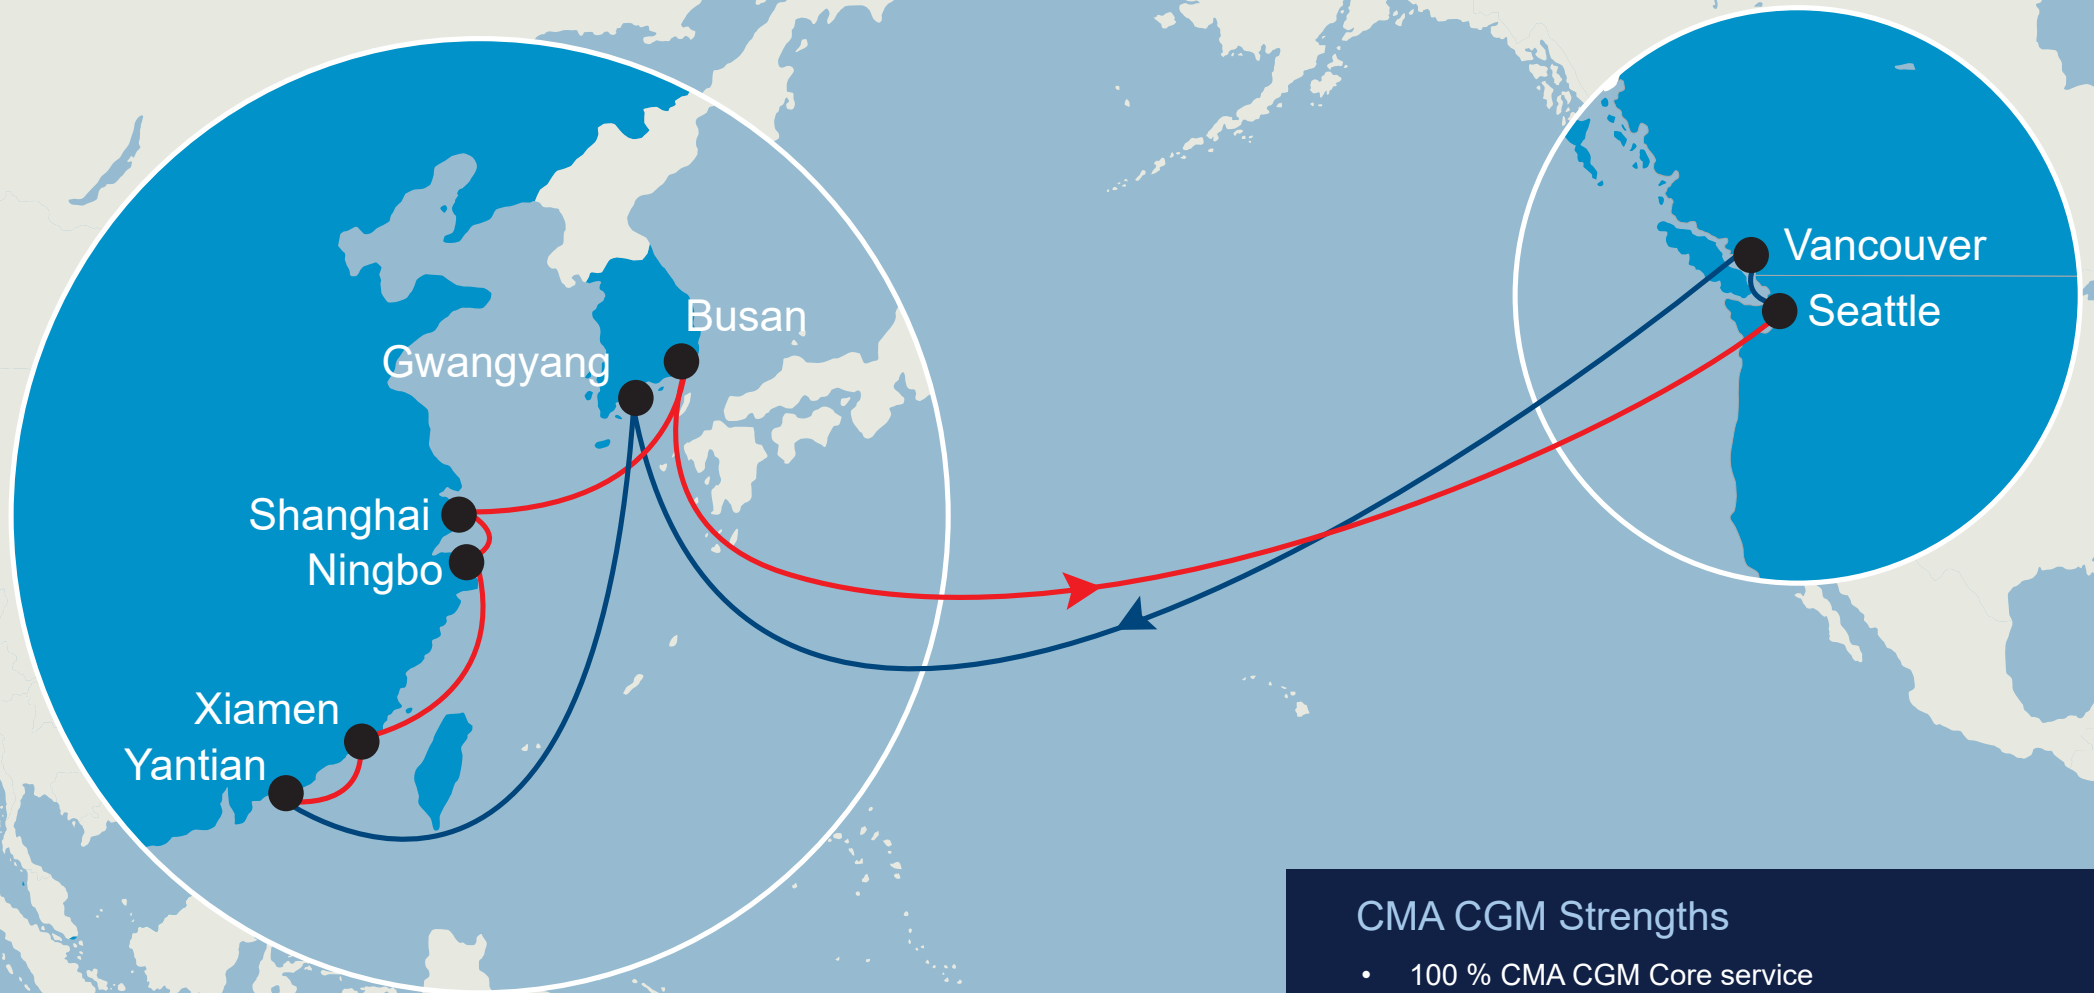 Vancouver
Seattle
Busan
Gwangyang
Shanghai
Ningbo
Xiamen
Yantian
CMA CGM Strengths
• 100 % CMA CGM Core service